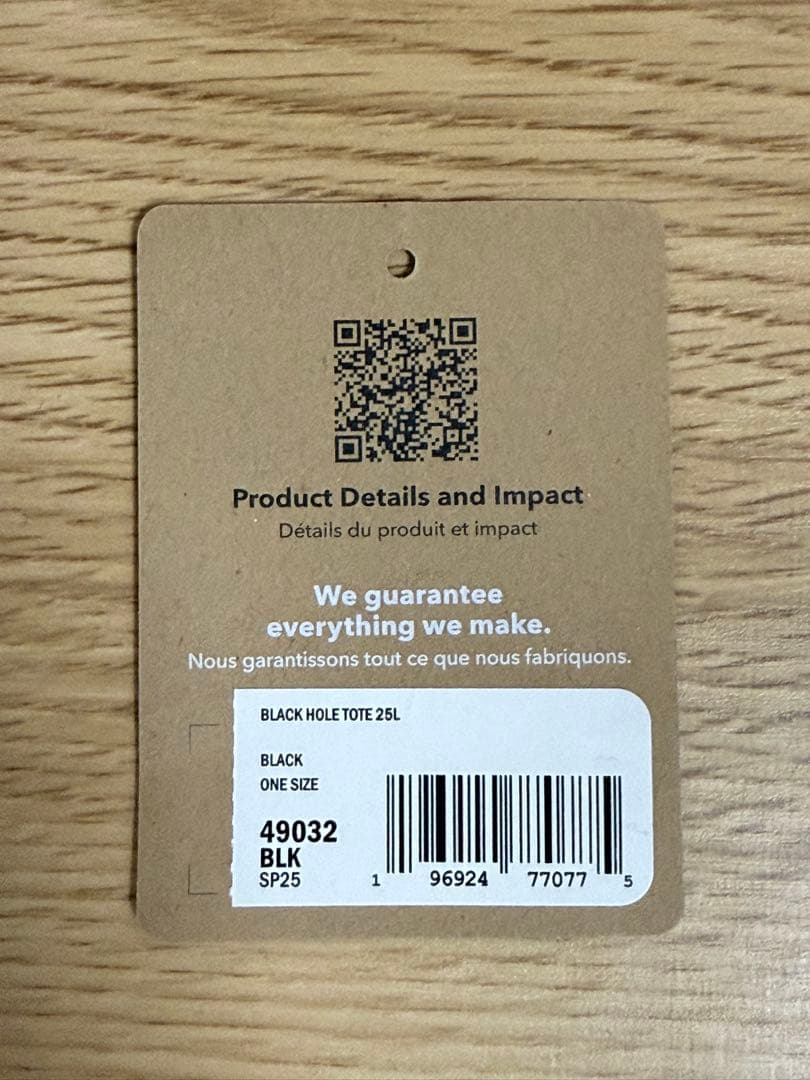 Product Details and Impact
Détails du produit et impact
We guarantee
everything we make.
Nous garantissons tout ce que nous fabriquons.
BLACK HOLE TOTE 25L
BLACK
ONE SIZE
49032
BLK
SP25
1 96924 77077 5